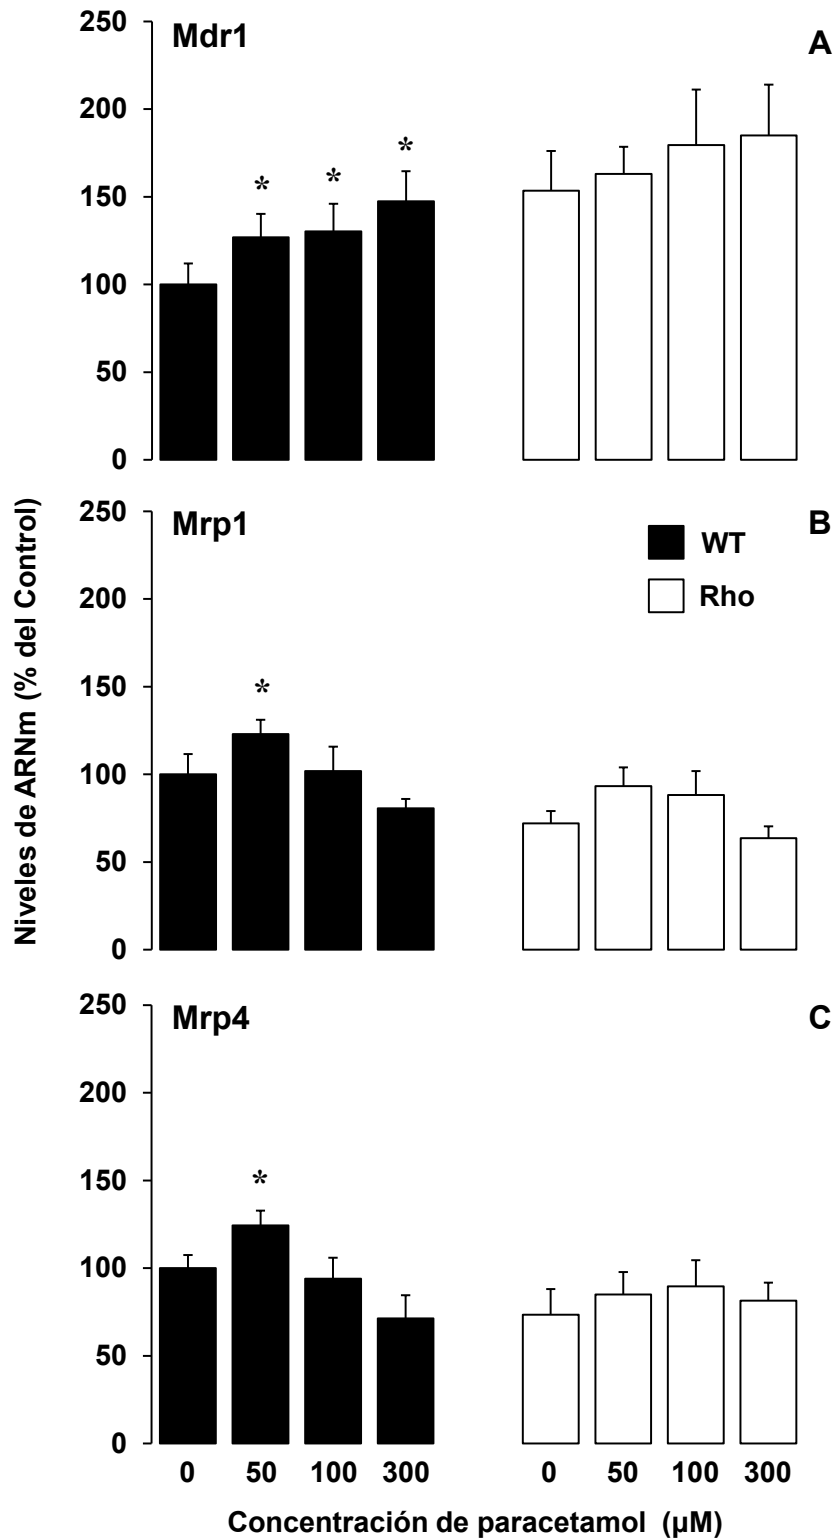 Niveles de ARNm (% del Control)
Mdr1
A
250
200
150
100
50
0
*
*
*
Mrp1
B
250
200
150
100
50
0
*
WT
Rho
Mrp4
C
250
200
150
100
50
0
*
0 50 100 300 0 50 100 300
Concentración de paracetamol (µM)